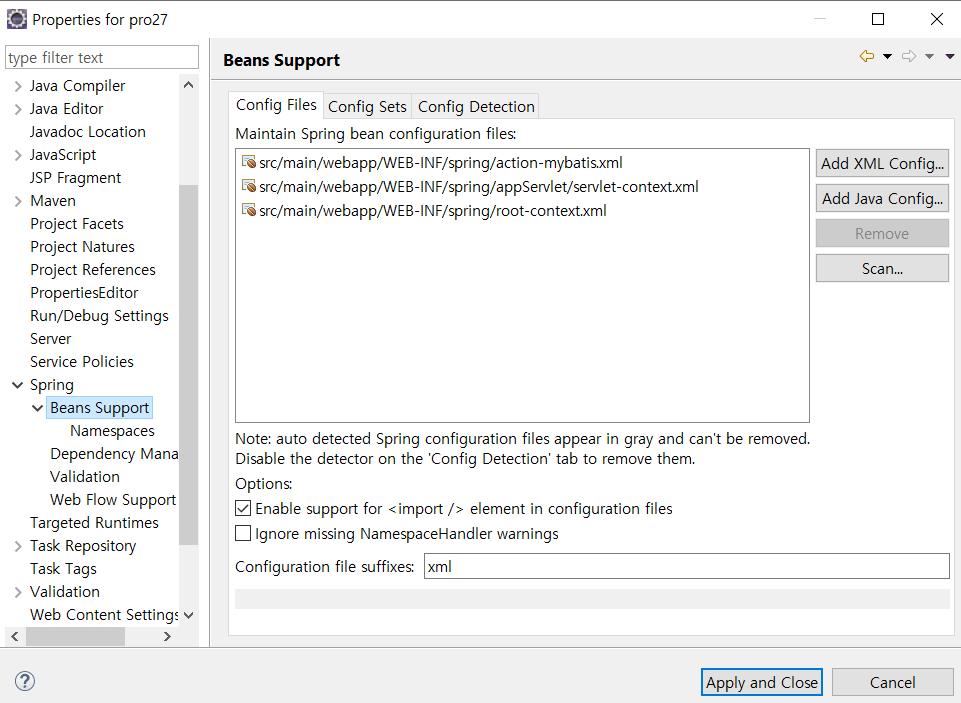 Properties for pro27
type filter text
Java Compiler
Java Editor
Javadoc Location
JavaScript
JSP Fragment
Maven
Project Facets
Project Natures
Project References
PropertiesEditor
Run/Debug Settings
Server
Service Policies
Spring
Beans Support
Namespaces
Dependency Mana
Validation
Web Flow Support
Targeted Runtimes
Task Repository
Task Tags
Validation
Web Content Settings
Beans Support
Config Files Config Sets Config Detection
Maintain Spring bean configuration files:
src/main/webapp/WEB-INF/spring/action-mybatis.xml
src/main/webapp/WEB-INF/spring/appServlet/servlet-context.xml
src/main/webapp/WEB-INF/spring/root-context.xml
Add XML Config...
Add Java Config...
Remove
Scan...
Note: auto detected Spring configuration files appear in gray and can't be removed.
Disable the detector on the 'Config Detection' tab to remove them.
Options:
Enable support for <import /> element in configuration files
Ignore missing NamespaceHandler warnings
Configuration file suffixes: xml
? Apply and Close Cancel